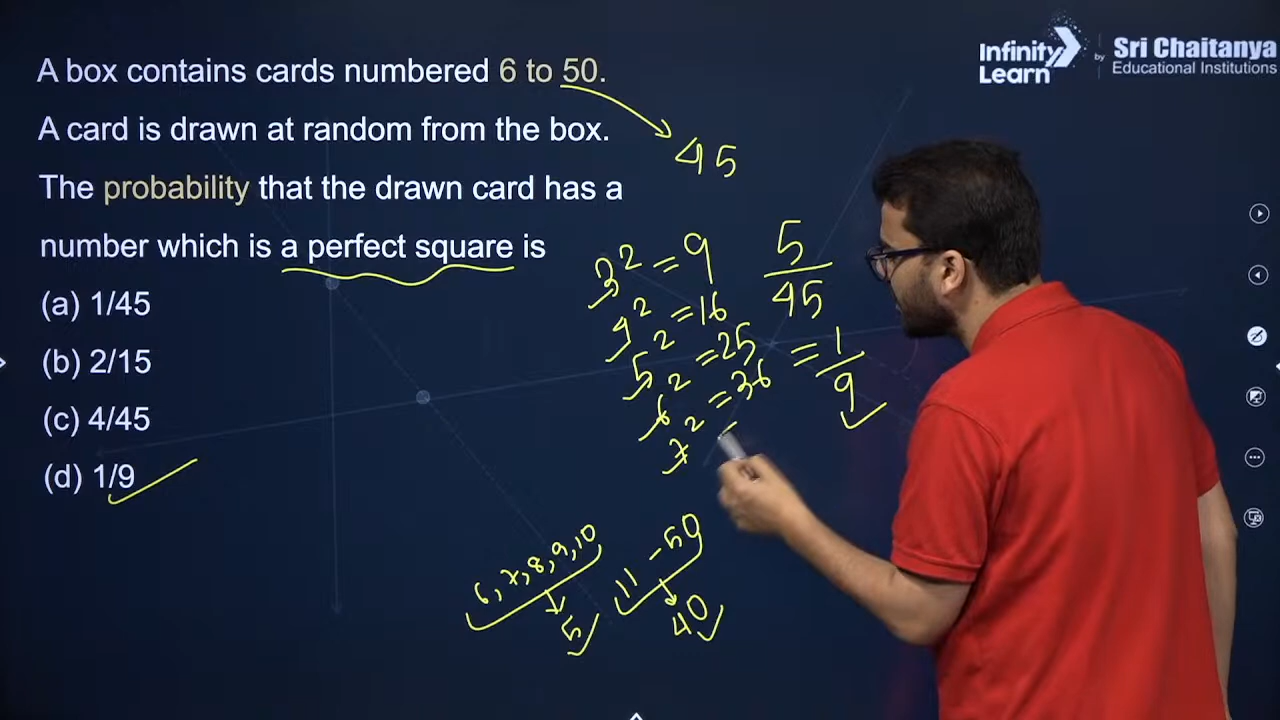 A box contains cards numbered 6 to 50.
A card is drawn at random from the box.
The probability that the drawn card has a
number which is a perfect square is
(a) 1/45
(b) 2/15
(c) 4/45
(d) 1/9
Infinity
Learn
by
Sri Chaitanya
Educational Institutions
45
3² = 9
4² = 16
5² = 25
6² = 36
7²
5/45
= 1/9
6, 7, 8, 9, 10
5
11 - 50
40